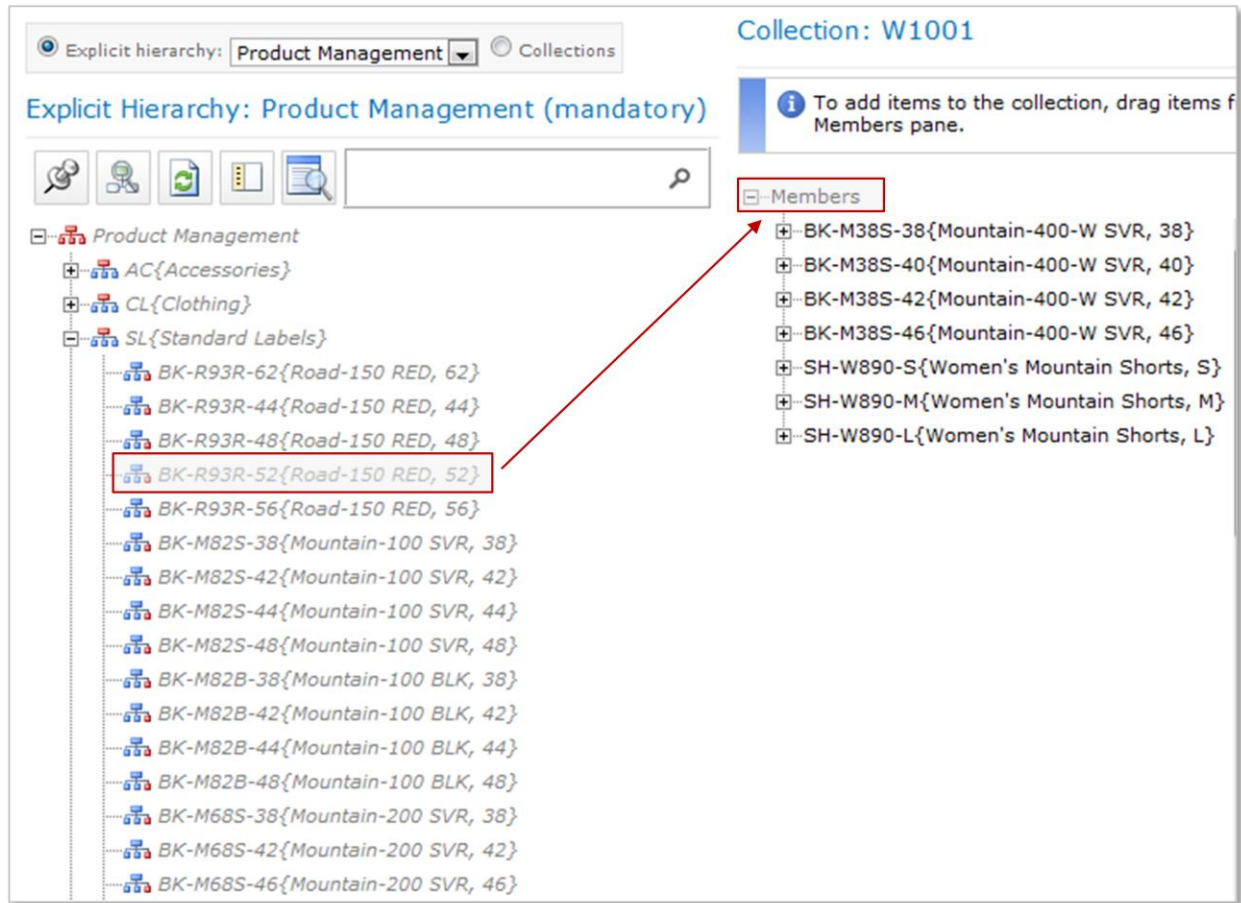 Explicit hierarchy: Product Management Collections
Explicit Hierarchy: Product Management (mandatory)
Product Management
AC{Accessories}
CL{Clothing}
SL{Standard Labels}
BK-R93R-62{Road-150 RED, 62}
BK-R93R-44{Road-150 RED, 44}
BK-R93R-48{Road-150 RED, 48}
BK-R93R-52{Road-150 RED, 52}
BK-R93R-56{Road-150 RED, 56}
BK-M82S-38{Mountain-100 SVR, 38}
BK-M82S-42{Mountain-100 SVR, 42}
BK-M82S-44{Mountain-100 SVR, 44}
BK-M82S-48{Mountain-100 SVR, 48}
BK-M82B-38{Mountain-100 BLK, 38}
BK-M82B-42{Mountain-100 BLK, 42}
BK-M82B-44{Mountain-100 BLK, 44}
BK-M82B-48{Mountain-100 BLK, 48}
BK-M68S-38{Mountain-200 SVR, 38}
BK-M68S-42{Mountain-200 SVR, 42}
BK-M68S-46{Mountain-200 SVR, 46}
Collection: W1001
To add items to the collection, drag items f
Members pane.
Members
BK-M38S-38{Mountain-400-W SVR, 38}
BK-M38S-40{Mountain-400-W SVR, 40}
BK-M38S-42{Mountain-400-W SVR, 42}
BK-M38S-46{Mountain-400-W SVR, 46}
SH-W890-S{Women's Mountain Shorts, S}
SH-W890-M{Women's Mountain Shorts, M}
SH-W890-L{Women's Mountain Shorts, L}